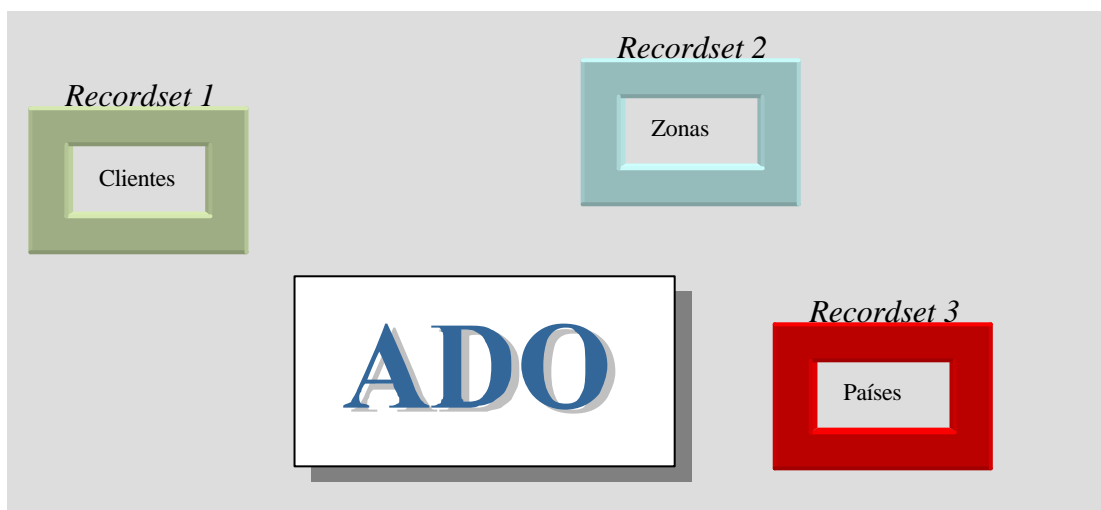 Recordset 1
Clientes
Recordset 2
Zonas
ADO
Recordset 3
Países